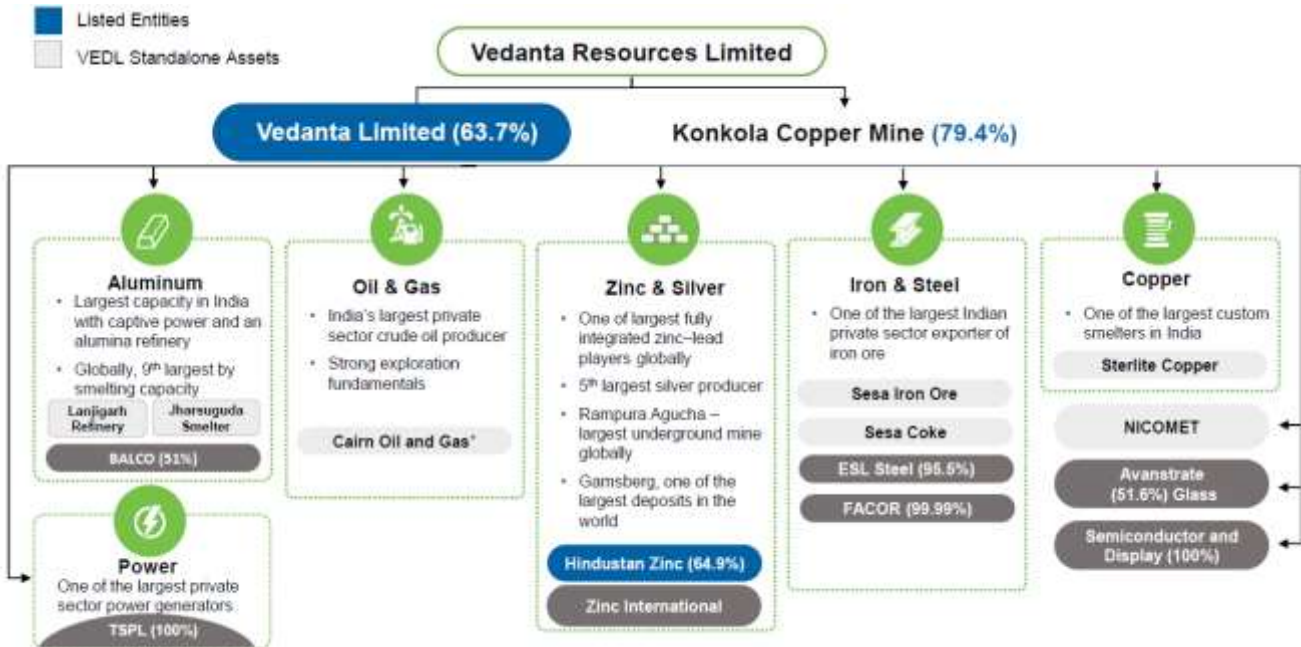 Listed Entities
VEDL Standalone Assets
Vedanta Resources Limited
Vedanta Limited (63.7%)
Konkola Copper Mine (79.4%)
Aluminum
• Largest capacity in India
with captive power and an
alumina refinery
• Globally, 9th largest by
smelting capacity
Lanjigarh
Refinery
Jharsuguda
Smelter
BALCO (51%)
Power
One of the largest private
sector power generators
TSPL (100%)
Oil & Gas
• India's largest private
sector crude oil producer
• Strong exploration
fundamentals
Cairn Oil and Gas*
Zinc & Silver
• One of largest fully
integrated zinc–lead
players globally
• 5th largest silver producer
• Rampura Agucha –
largest underground mine
globally
• Gamsberg, one of the
largest deposits in the
world
Hindustan Zinc (64.9%)
Zinc International
Iron & Steel
• One of the largest Indian
private sector exporter of
iron ore
Sesa Iron Ore
Sesa Coke
ESL Steel (95.5%)
FACOR (99.99%)
Copper
• One of the largest custom
smelters in India
Sterlite Copper
NICOMET
Avanstrate
(51.6%) Glass
Semiconductor and
Display (100%)